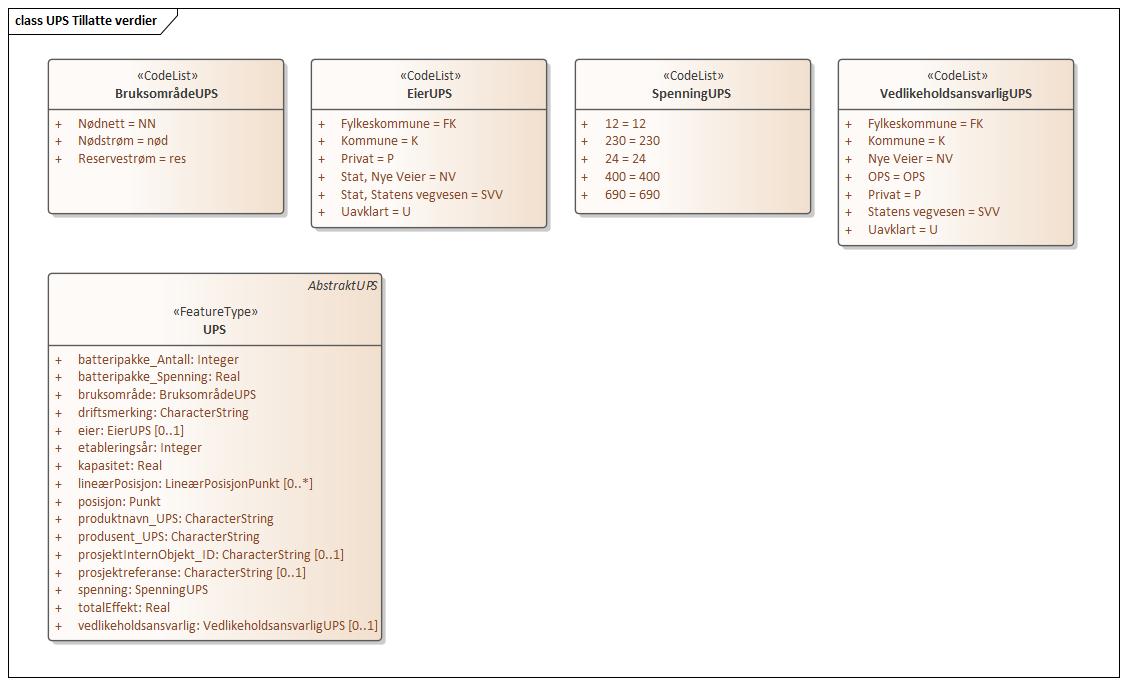 class UPS Tillatte verdier
«CodeList»
BruksområdeUPS
+ Nødnett = NN
+ Nødstrøm = nød
+ Reservestrøm = res
«CodeList»
EierUPS
+ Fylkeskommune = FK
+ Kommune = K
+ Privat = P
+ Stat, Nye Veier = NV
+ Stat, Statens vegvesen = SVV
+ Uavklart = U
«CodeList»
SpenningUPS
+ 12 = 12
+ 230 = 230
+ 24 = 24
+ 400 = 400
+ 690 = 690
«CodeList»
VedlikeholdsansvarligUPS
+ Fylkeskommune = FK
+ Kommune = K
+ Nye Veier = NV
+ OPS = OPS
+ Privat = P
+ Statens vegvesen = SVV
+ Uavklart = U
AbstraktUPS
«FeatureType»
UPS
+ batteripakke_Antall: Integer
+ batteripakke_Spenning: Real
+ bruksområde: BruksområdeUPS
+ driftsmerking: CharacterString
+ eier: EierUPS [0..1]
+ etableringsår: Integer
+ kapasitet: Real
+ lineærPosisjon: LineærPosisjonPunkt [0..*]
+ posisjon: Punkt
+ produktnavn_UPS: CharacterString
+ produsent_UPS: CharacterString
+ prosjektInternObjekt_ID: CharacterString [0..1]
+ prosjektreferanse: CharacterString [0..1]
+ spenning: SpenningUPS
+ totalEffekt: Real
+ vedlikeholdsansvarlig: VedlikeholdsansvarligUPS [0..1]